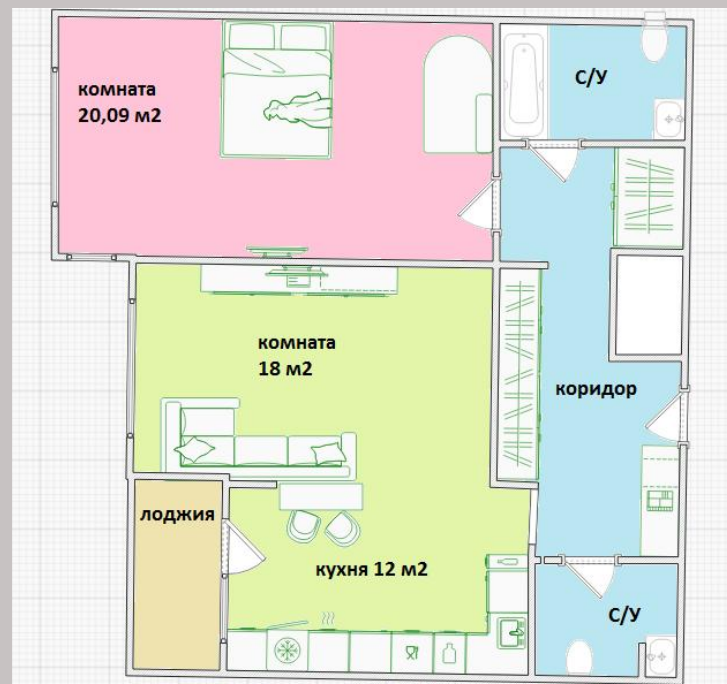 комната
20,09 м2
С/У
комната
18 м2
коридор
лоджия
кухня 12 м2
С/У